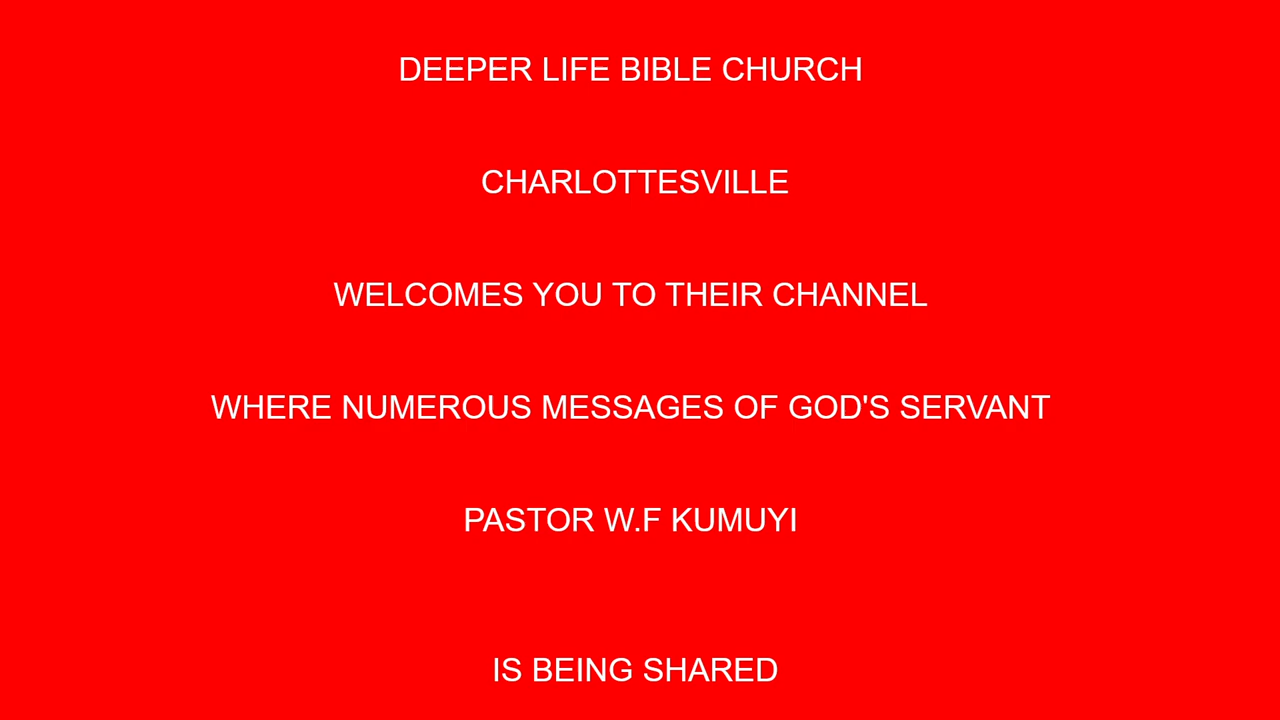 DEEPER LIFE BIBLE CHURCH
CHARLOTTESVILLE
WELCOMES YOU TO THEIR CHANNEL
WHERE NUMEROUS MESSAGES OF GOD'S SERVANT
PASTOR W.F KUMUYI
IS BEING SHARED